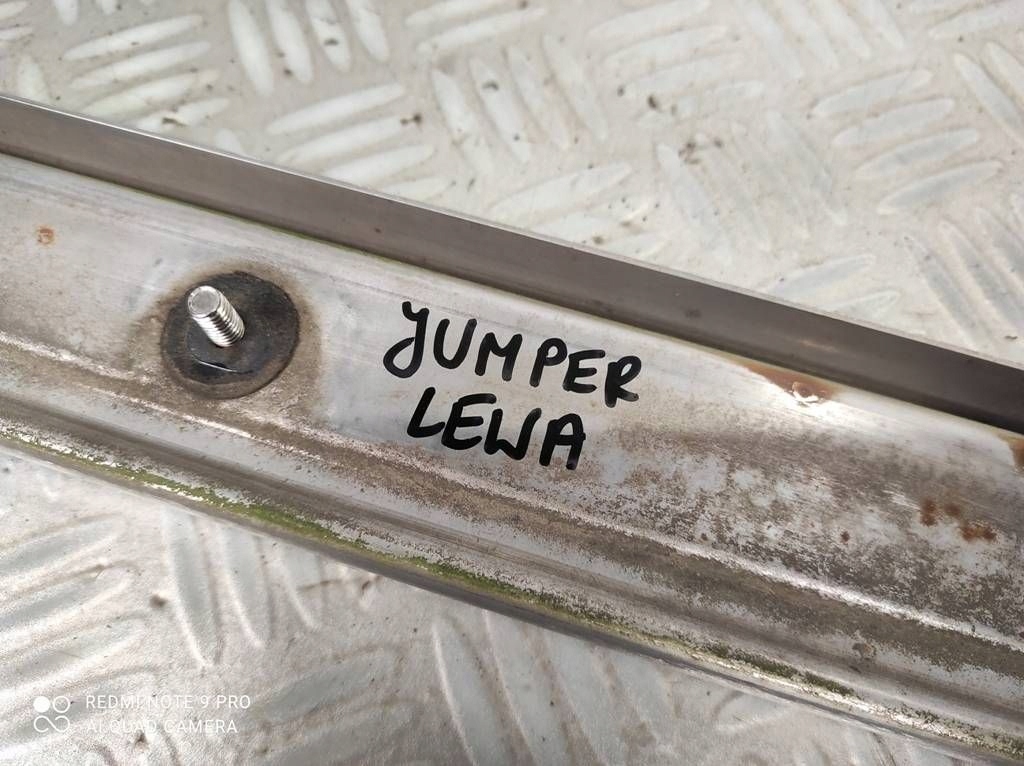 JUMPER
LEWA
REDMI NOTE 9 PRO
AI QUAD CAMERA